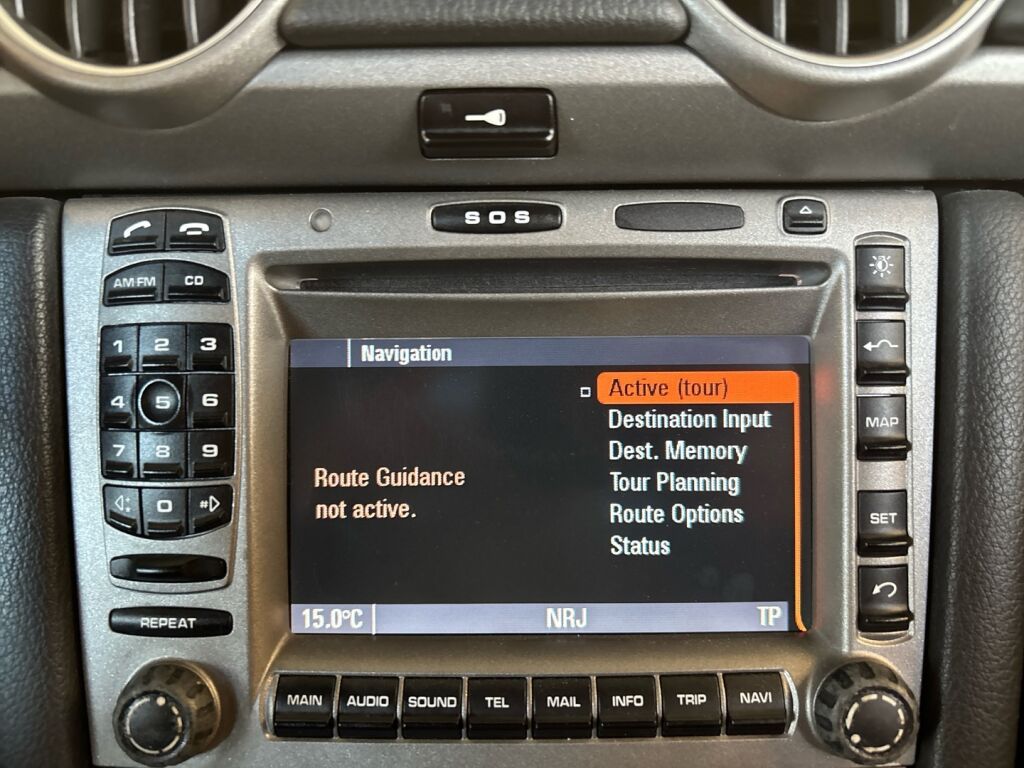 SOS
AM·FM CD
1 2 3
4 5 6
7 8 9
0 #
Navigation
Active (tour)
Destination Input
Dest. Memory
Tour Planning
Route Options
Status
Route Guidance
not active.
15.0°C NRJ TP
MAP
SET
REPEAT
MAIN AUDIO SOUND TEL MAIL INFO TRIP NAVI